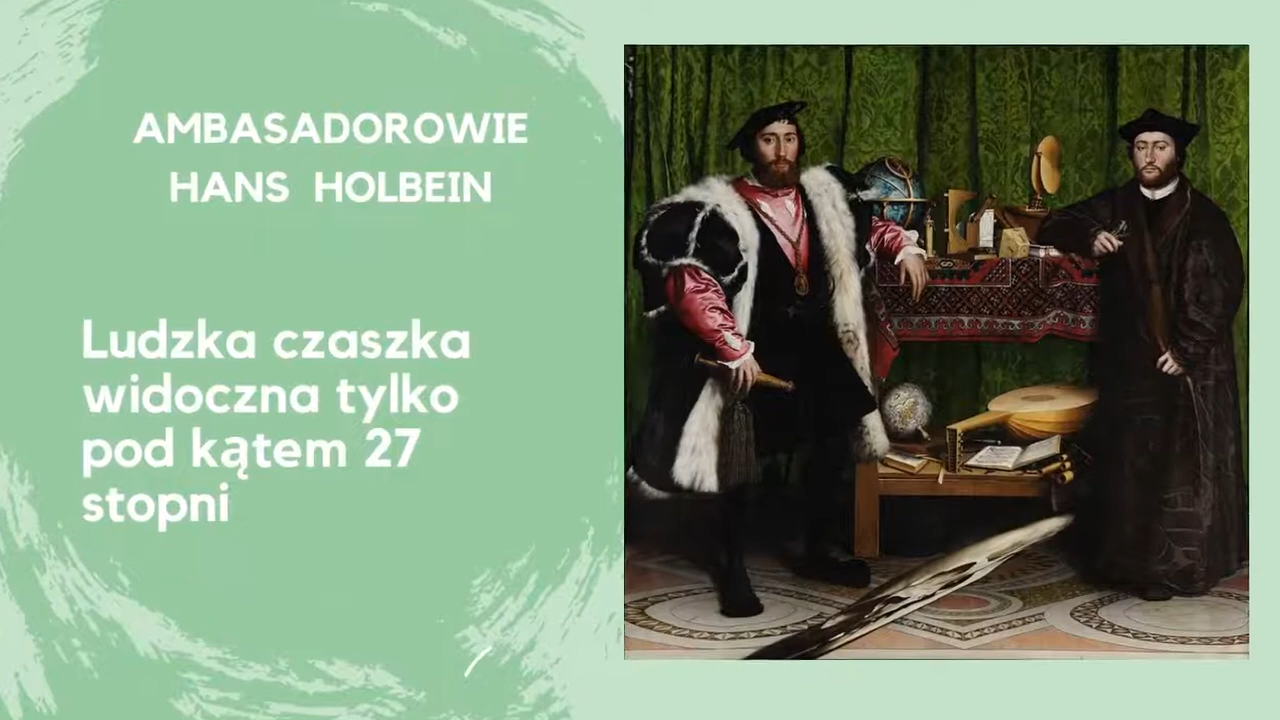 AMBASADOROWIE
HANS HOLBEIN
Ludzka czaszka
widoczna tylko
pod kątem 27
stopni